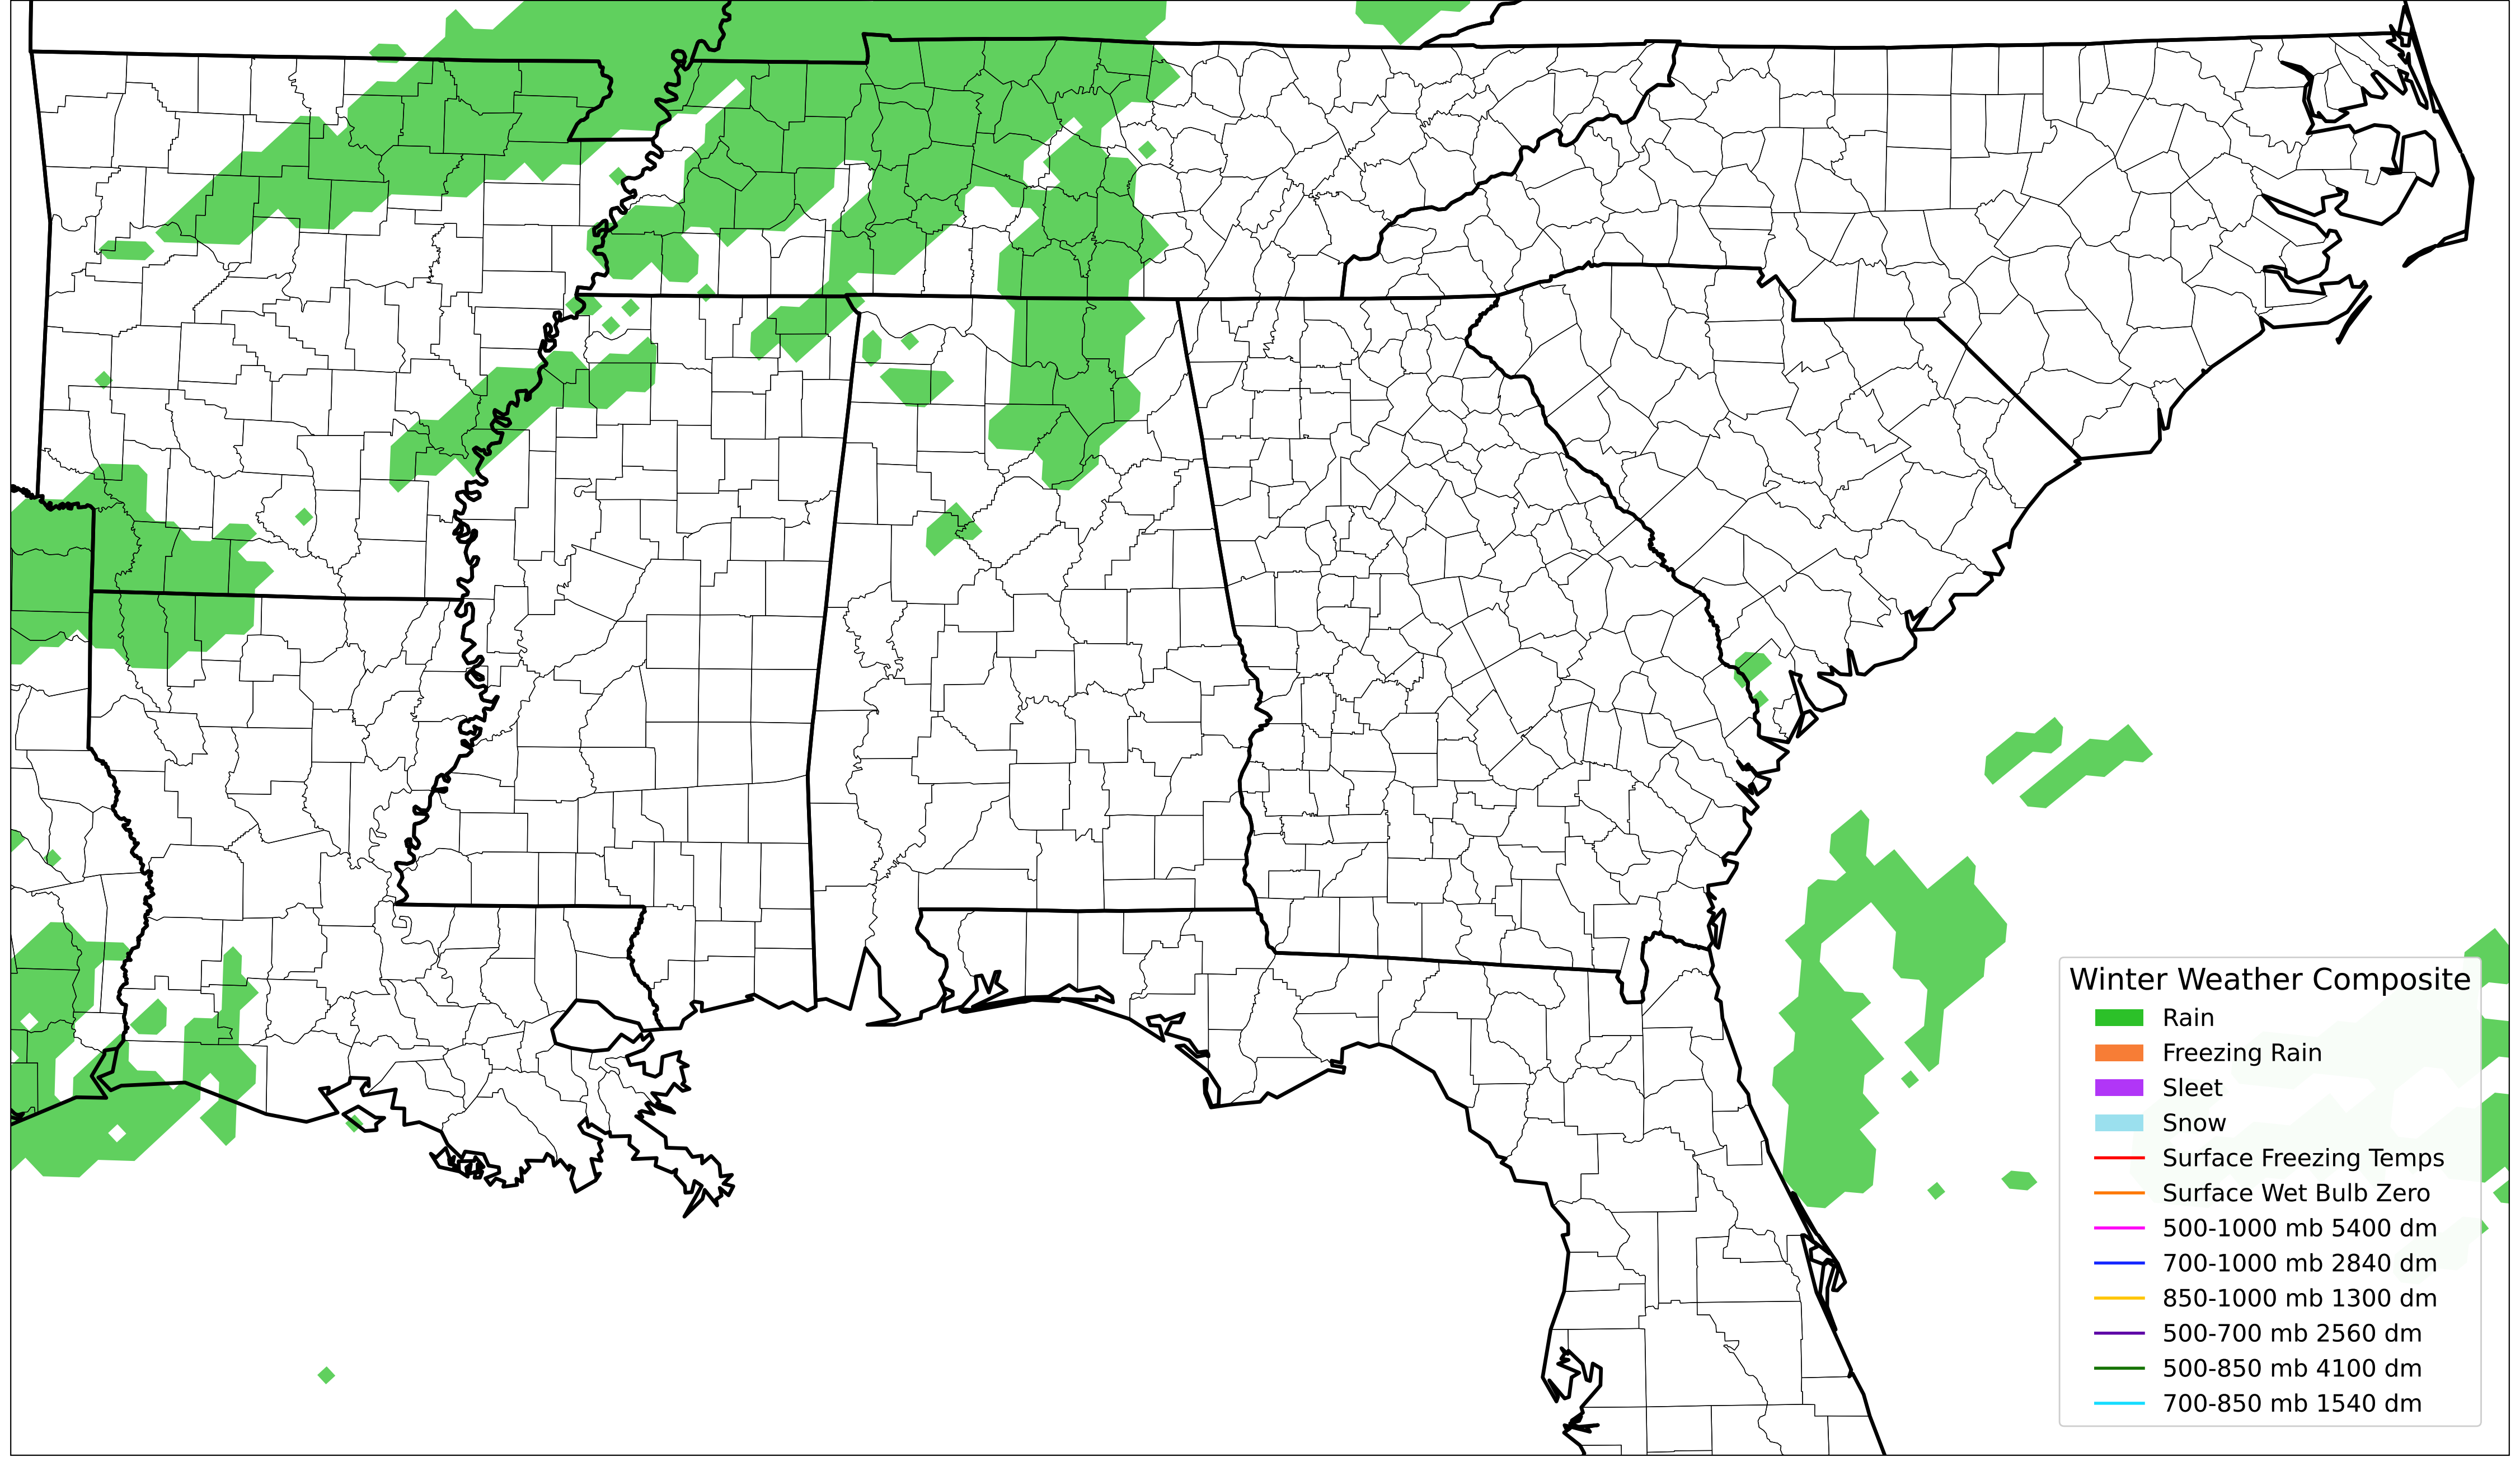 Winter Weather Composite
Rain
Freezing Rain
Sleet
Snow
Surface Freezing Temps
Surface Wet Bulb Zero
500-1000 mb 5400 dm
700-1000 mb 2840 dm
850-1000 mb 1300 dm
500-700 mb 2560 dm
500-850 mb 4100 dm
700-850 mb 1540 dm